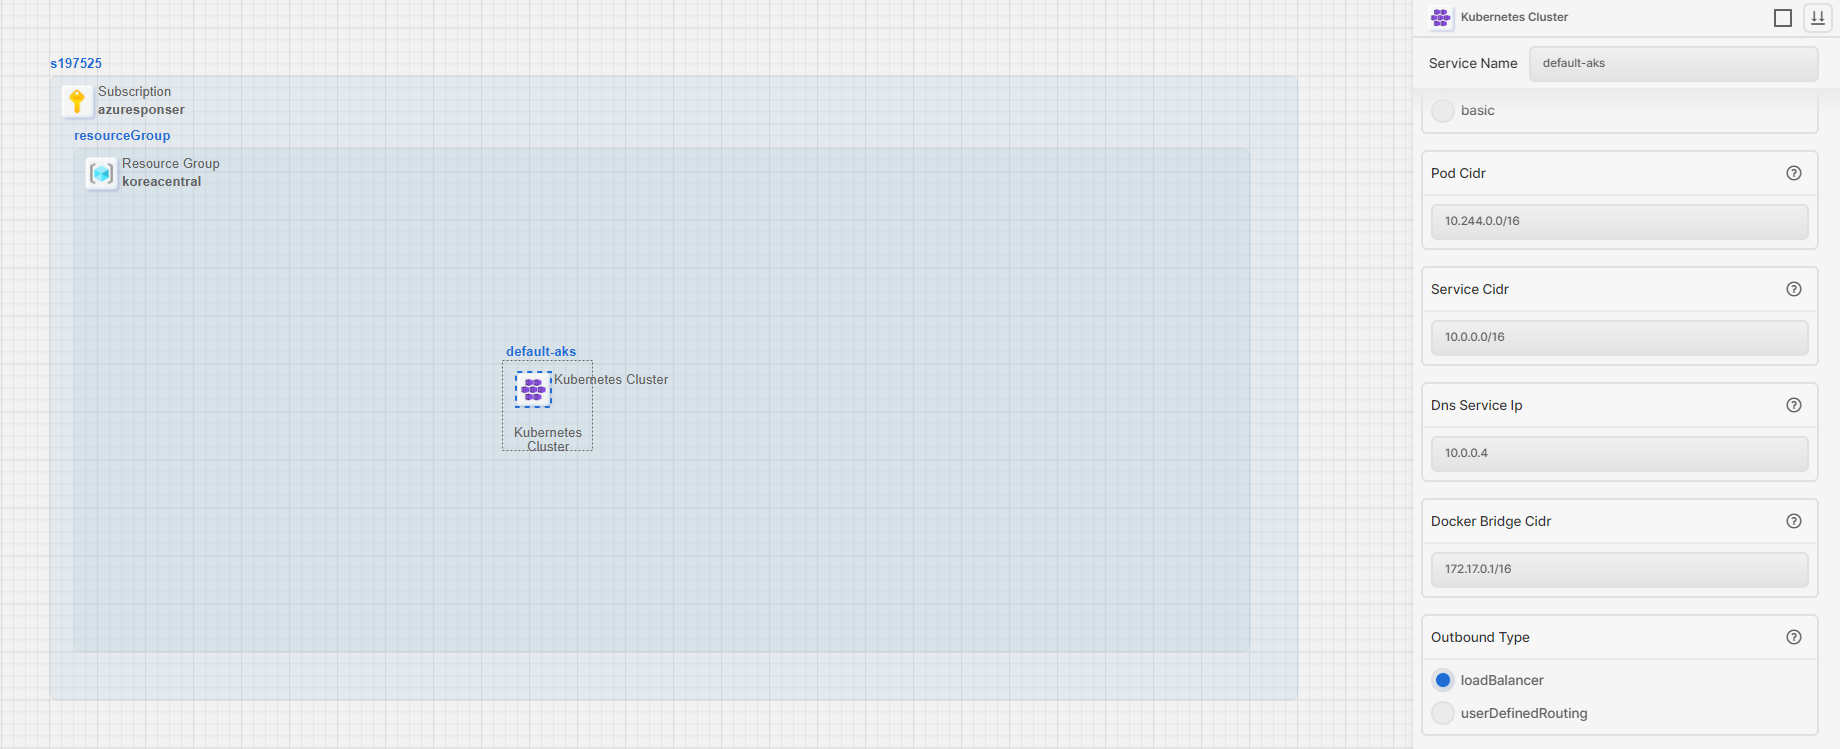 s197525
Subscription
azuresponser
resourceGroup
Resource Group
koreacentral
default-aks
Kubernetes Cluster
Kubernetes
Cluster
Kubernetes Cluster
Service Name
default-aks
basic
Pod Cidr
10.244.0.0/16
Service Cidr
10.0.0.0/16
Dns Service Ip
10.0.0.4
Docker Bridge Cidr
172.17.0.1/16
Outbound Type
loadBalancer
userDefinedRouting